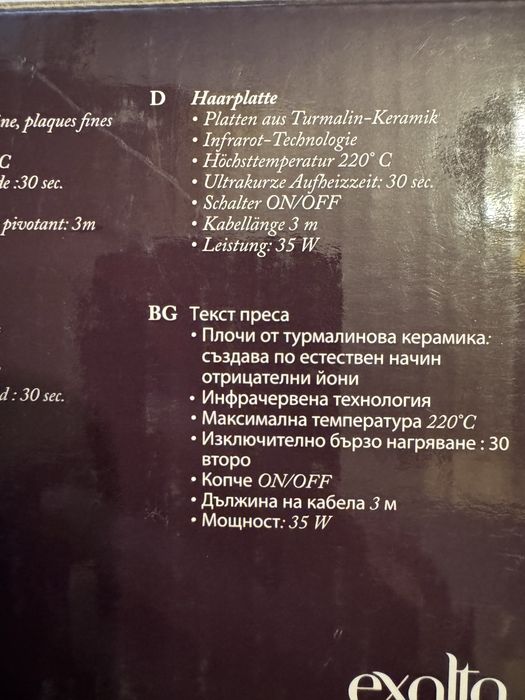 ine, plaques fines
C
de :30 sec.
pivotant: 3m
d : 30 sec.
D Haarplatte
• Platten aus Turmalin-Keramik
• Infrarot-Technologie
• Höchsttemperatur 220° C
• Ultrakurze Aufheizzeit: 30 sec.
• Schalter ON/OFF
• Kabellänge 3 m
• Leistung: 35 W
BG Текст преса
• Плочи от турмалинова керамика:
създава по естествен начин
отрицателни йони
• Инфрачервена технология
• Максимална температура 220°C
• Изключително бързо нагряване : 30
второ
• Копче ON/OFF
• Дължина на кабела 3 м
• Мощност: 35 W
exalto